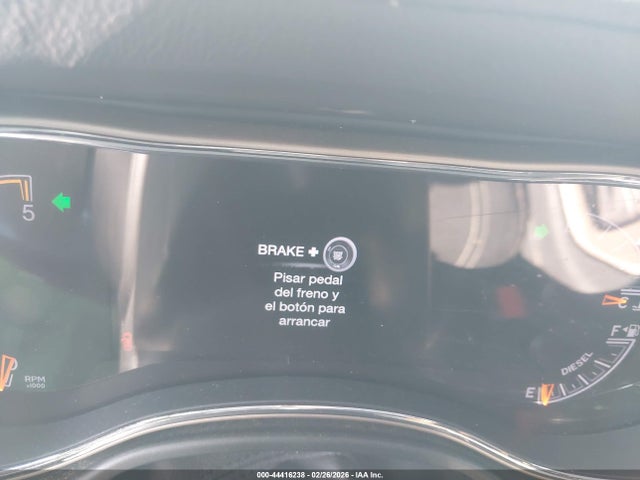 5
BRAKE +
Pisar pedal
del freno y
el botón para
arrancar
RPM
x1000
C
F
DIESEL
E
000-44416238 - 02/26/2026 - IAA Inc.